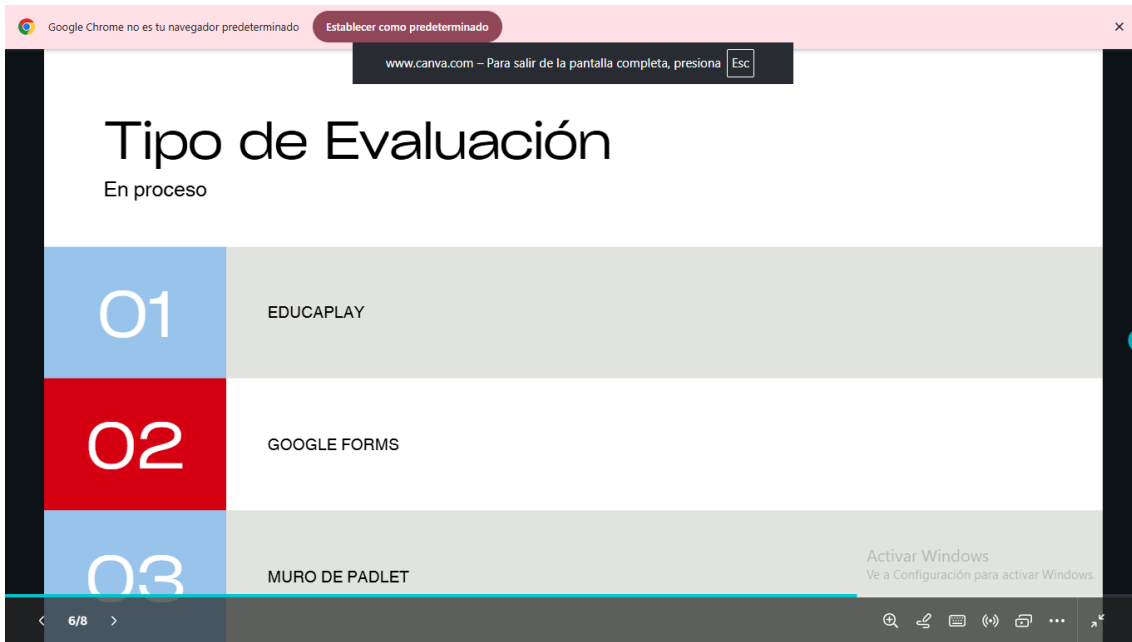 Google Chrome no es tu navegador predeterminado
Establecer como predeterminado
www.canva.com – Para salir de la pantalla completa, presiona Esc
Tipo de Evaluación
En proceso
01
EDUCAPLAY
02
GOOGLE FORMS
03
MURO DE PADLET
Activar Windows
Ve a Configuración para activar Windows.
6/8